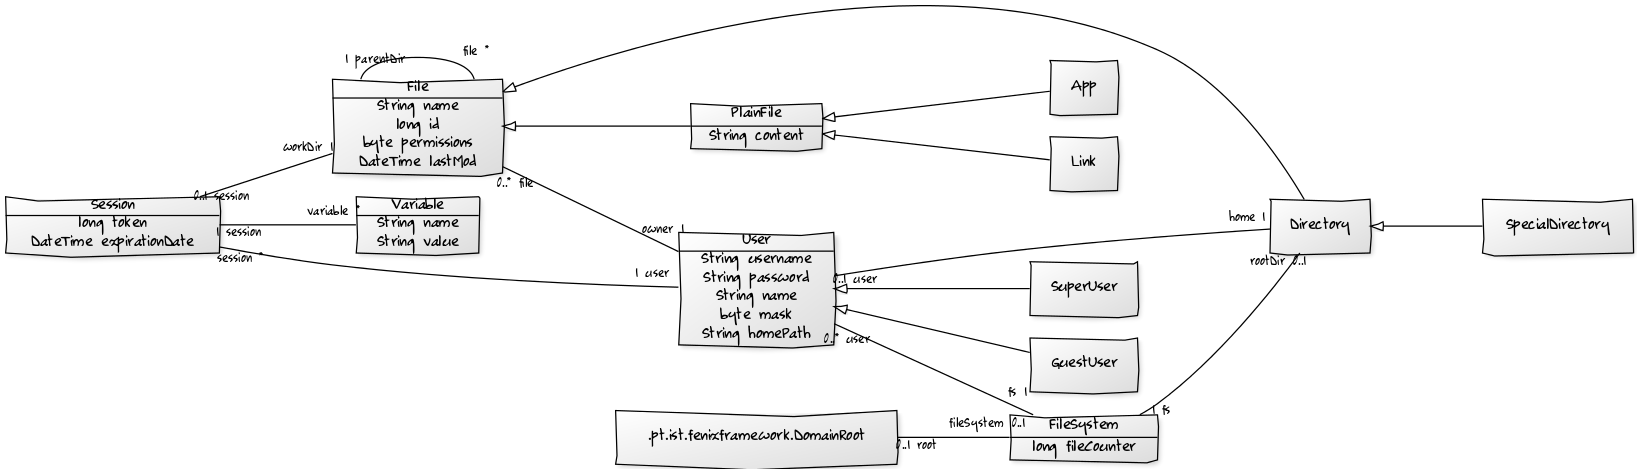 1 parentDir
file *
File
String name
long id
byte permissions
DateTime lastMod
PlainFile
String content
App
Link
workDir 1
0..1 session
0..* file
Session
long token
DateTime expirationDate
variable *
1 session
session *
Variable
String name
String value
owner 1
1 user
User
String username
String password
String name
byte mask
String homePath
0..1 user
0..* user
home 1
rootDir 0..1
Directory
SpecialDirectory
SuperUser
GuestUser
fs 1
1 fs
fileSystem 0..1
0..1 root
.pt.ist.fenixframework.DomainRoot
FileSystem
long fileCounter